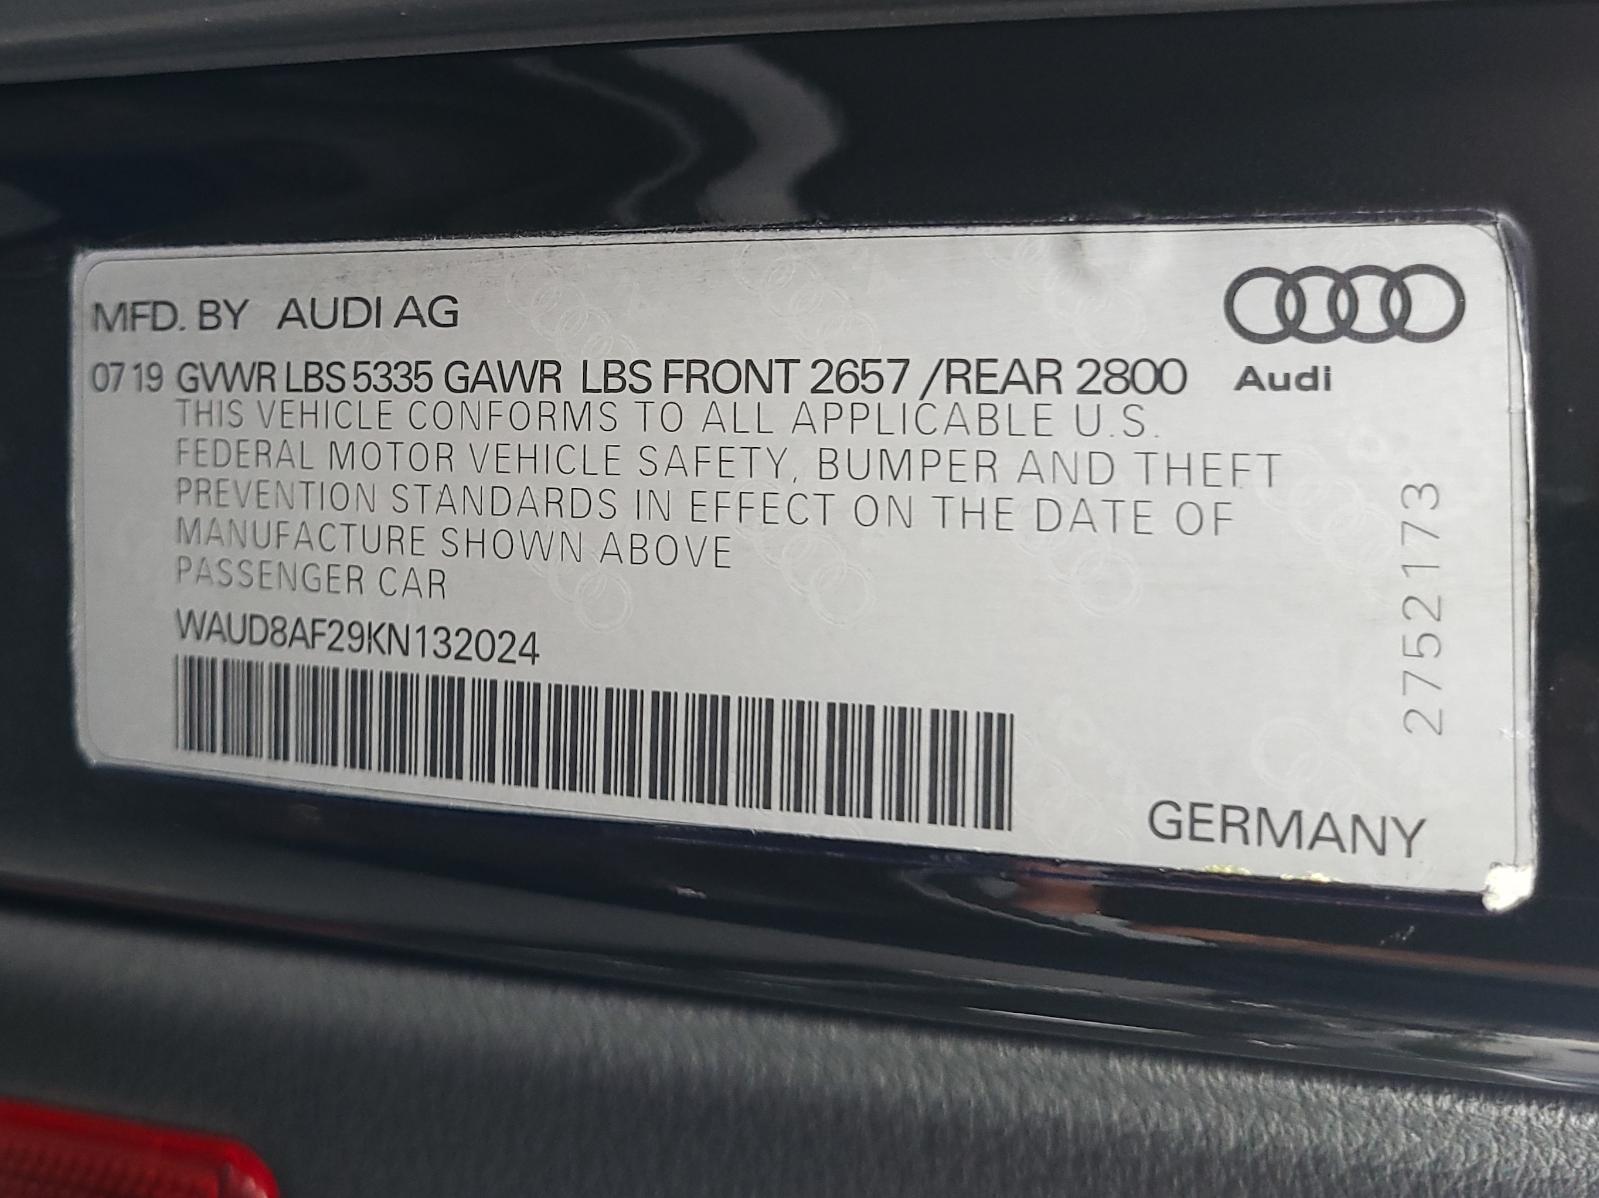 MFD. BY AUDI AG
07 19 GVWR LBS 5335 GAWR LBS FRONT 2657 /REAR 2800
Audi
THIS VEHICLE CONFORMS TO ALL APPLICABLE U.S.
FEDERAL MOTOR VEHICLE SAFETY, BUMPER AND THEFT
PREVENTION STANDARDS IN EFFECT ON THE DATE OF
MANUFACTURE SHOWN ABOVE
PASSENGER CAR
WAUD8AF29KN132024
2752173
GERMANY